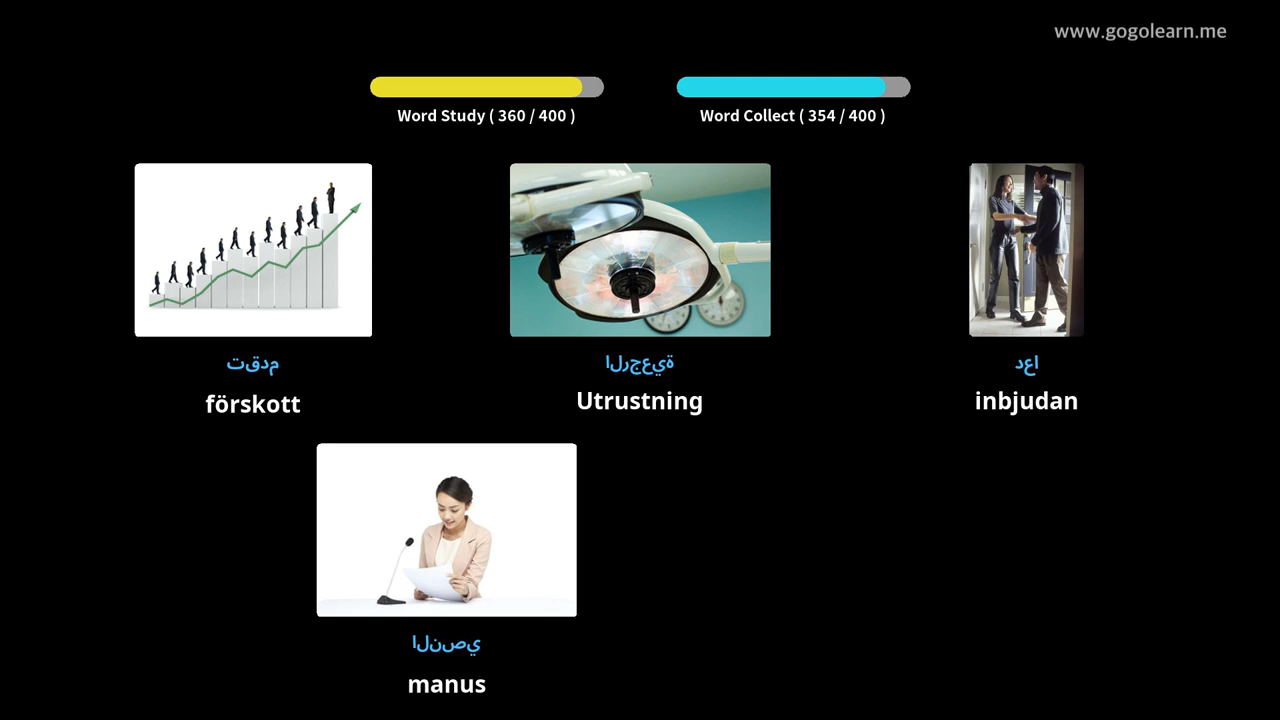 www.gogolearn.me
Word Study ( 360 / 400 )
Word Collect ( 354 / 400 )
تقدم
الرجعية
دعا
förskott
Utrustning
inbjudan
النصي
manus